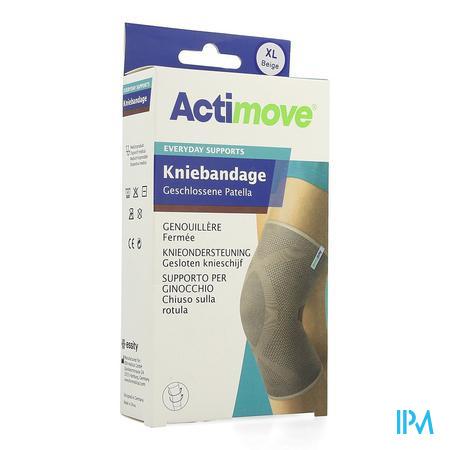 XL
Beige
Actimove®
EVERYDAY SUPPORTS
Kniebandage
EVERYDAY SUPPORTS
Kniebandage
Geschlossene Patella
GENOUILLÈRE
Fermée
KNIEONDERSTEUNING
Gesloten knieschijf
SUPPORTO PER
GINOCCHIO
Chiuso sulla
rotula
essity
IPM